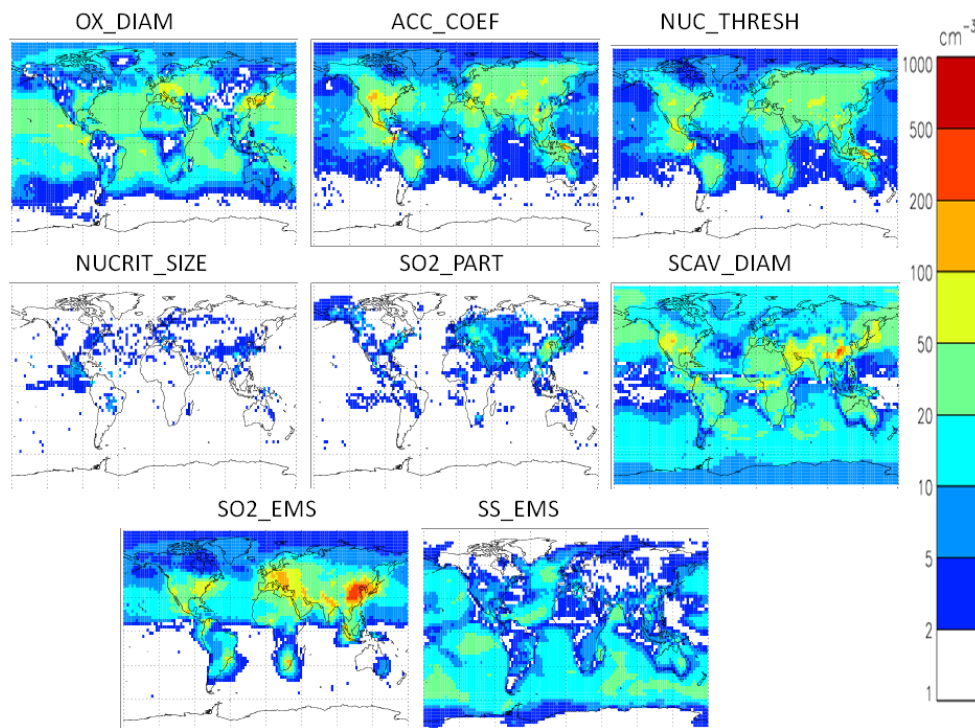 OX_DIAM ACC_COEF NUC_THRESH
cm⁻³
1000
500
200
100
50
20
10
5
2
1
NUCRIT_SIZE SO2_PART SCAV_DIAM
SO2_EMS SS_EMS